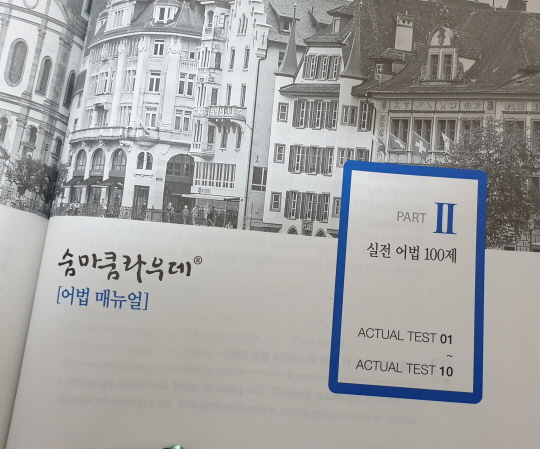 숨마쿰라우데®
[어법 매뉴얼]
PART II
실전 어법 100제
ACTUAL TEST 01
~
ACTUAL TEST 10